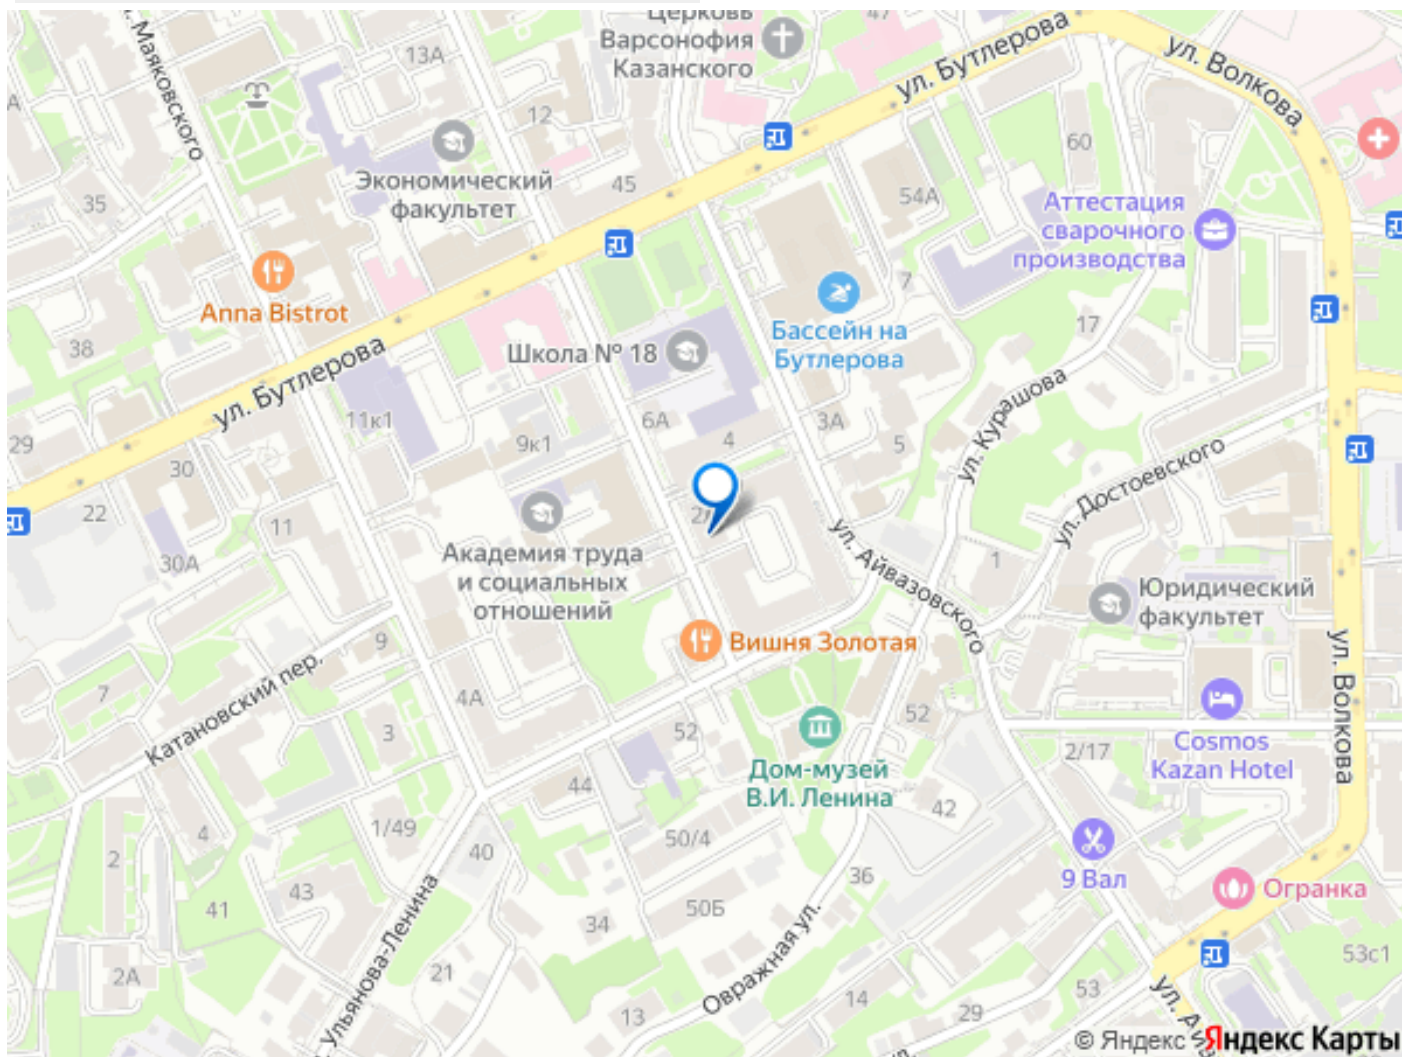 Церковь
Варсонофия
Казанского
47
ул. Бутлерова
ул. Волкова
Маяковского
13А
12
60
Экономический
факультет
45
54А
35
Аттестация
сварочного
производства
7
Anna Bistrot
Бассейн на
Бутлерова
17
38
Школа № 18
ул. Бутлерова
ул. Курашова
11к1
6А
3А
29
9к1
4
5
30
ул. Достоевского
22
11
ул. Айвазовского
30А
Академия труда
и социальных
отношений
1
Юридический
факультет
9
Вишня Золотая
ул. Волкова
7
Катановский пер.
4А
52
52
3
2/17
Cosmos
Kazan Hotel
Дом-музей
В.И. Ленина
44
42
4
1/49
50/4
2
40
36
9 Вал
Огранка
43
41
50Б
34
Овражная ул.
Ульянова-Ленина
21
2А
53с1
14
53
29
13
ул.
© Яндекс
Яндекс Карты